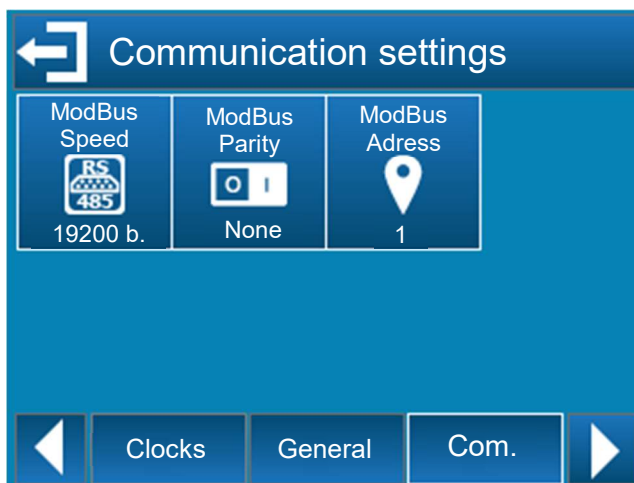 Communication settings
ModBus
Speed
RS
485
19200 b.
ModBus
Parity
O I
None
ModBus
Adress
1
Clocks
General
Com.